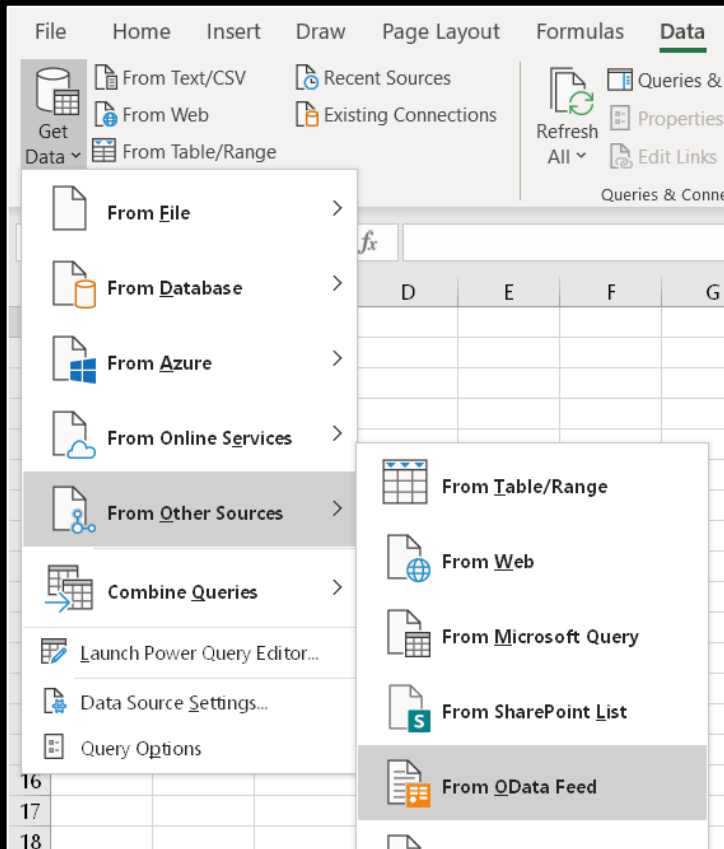 File Home Insert Draw Page Layout Formulas Data
Get Data
From Text/CSV
From Web
From Table/Range
Recent Sources
Existing Connections
Refresh All
Queries &
Properties
Edit Links
Queries & Conne
fx
D E F G
From File
From Database
From Azure
From Online Services
From Other Sources
Combine Queries
Launch Power Query Editor...
Data Source Settings...
Query Options
From Table/Range
From Web
From Microsoft Query
From SharePoint List
From OData Feed
16
17
18